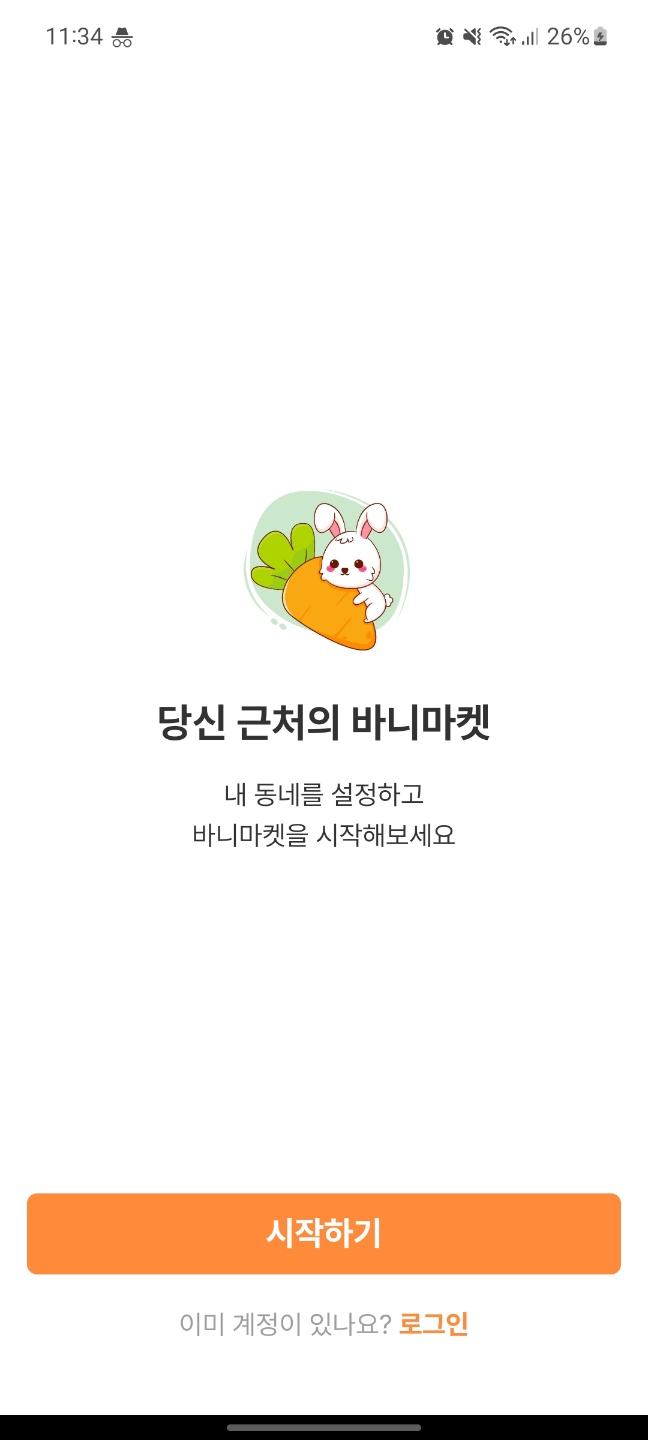 11:34
26%
당신 근처의 바니마켓
내 동네를 설정하고
바니마켓을 시작해보세요
시작하기
이미 계정이 있나요? 로그인